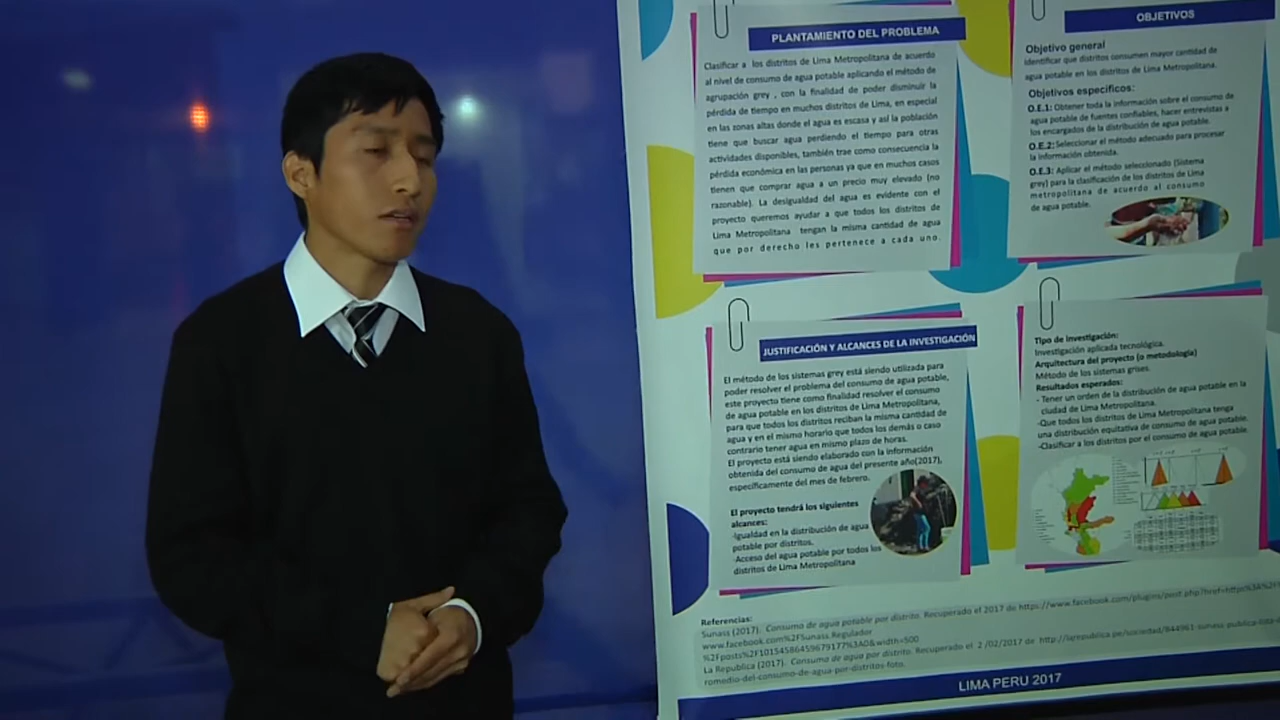 PLANTAMIENTO DEL PROBLEMA
Clasificar a los distritos de Lima Metropolitana de acuerdo
al nivel de consumo de agua potable aplicando el método de
agrupación grey , con la finalidad de poder disminuir la
pérdida de tiempo en muchos distritos de Lima, en especial
en las zonas altas donde el agua es escasa y así la población
tiene que buscar agua perdiendo el tiempo para otras
actividades disponibles, también trae como consecuencia la
pérdida económica en las personas ya que en muchos casos
tienen que comprar agua a un precio muy elevado (no
razonable). La desigualdad del agua es evidente con el
proyecto queremos ayudar a que todos los distritos de
Lima Metropolitana tengan la misma cantidad de agua
que por derecho les pertenece a cada uno.
OBJETIVOS
Objetivo general
Identificar que distritos consumen mayor cantidad de
agua potable en los distritos de Lima Metropolitana.
Objetivos especificos:
O.E.1: Obtener toda la información sobre el consumo de
agua potable de fuentes confiables, hacer entrevistas a
los encargados de la distribución de agua potable.
O.E.2: Seleccionar el método adecuado para procesar
la información obtenida.
O.E.3: Aplicar el método seleccionado (Sistema
grey) para la clasificación de los distritos de Lima
metropolitana de acuerdo al consumo
de agua potable.
JUSTIFICACIÓN Y ALCANCES DE LA INVESTIGACIÓN
El método de los sistemas grey está siendo utilizada para
poder resolver el problema del consumo de agua potable,
este proyecto tiene como finalidad resolver el consumo
de agua potable en los distritos de Lima Metropolitana,
para que todos los distritos reciban la misma cantidad de
agua y en el mismo horario que todos los demás o caso
contrario tener agua en mismo plazo de horas.
El proyecto está siendo elaborado con la información
obtenida del consumo de agua del presente año(2017),
específicamente del mes de febrero.
El proyecto tendrá los siguientes
alcances:
-Igualdad en la distribución de agua
potable por distritos.
-Acceso del agua potable por todos los
distritos de Lima Metropolitana
Tipo de investigación:
Investigación aplicada tecnológica.
Arquitectura del proyecto (o metodología)
Método de los sistemas grises.
Resultados esperados:
- Tener un orden de la distribución de agua potable en la
ciudad de Lima Metropolitana.
-Que todos los distritos de Lima Metropolitana tenga
una distribución equitativa de consumo de agua potable.
-Clasificar a los distritos por el consumo de agua potable.
Referencias:
Sunass (2017). Consumo de agua potable por distrito. Recuperado el 2017 de https://www.facebook.com/plugins/post.php?href=https%3A%2F
www.facebook.com%2FSunass.Regulador
%2Fposts%2F10154586459679177%3A0&width=500
La Republica (2017). Consumo de agua por distrito. Recuperado el 2 /02/2017 de http://larepublica.pe/sociedad/844961-sunass-publica-lista-
romedio-del-consumo-de-agua-por-distritos-foto.
LIMA PERU 2017